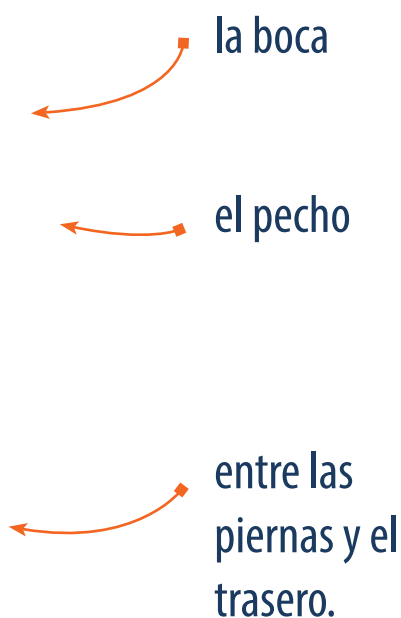 la boca
el pecho
entre las
piernas y el
trasero.